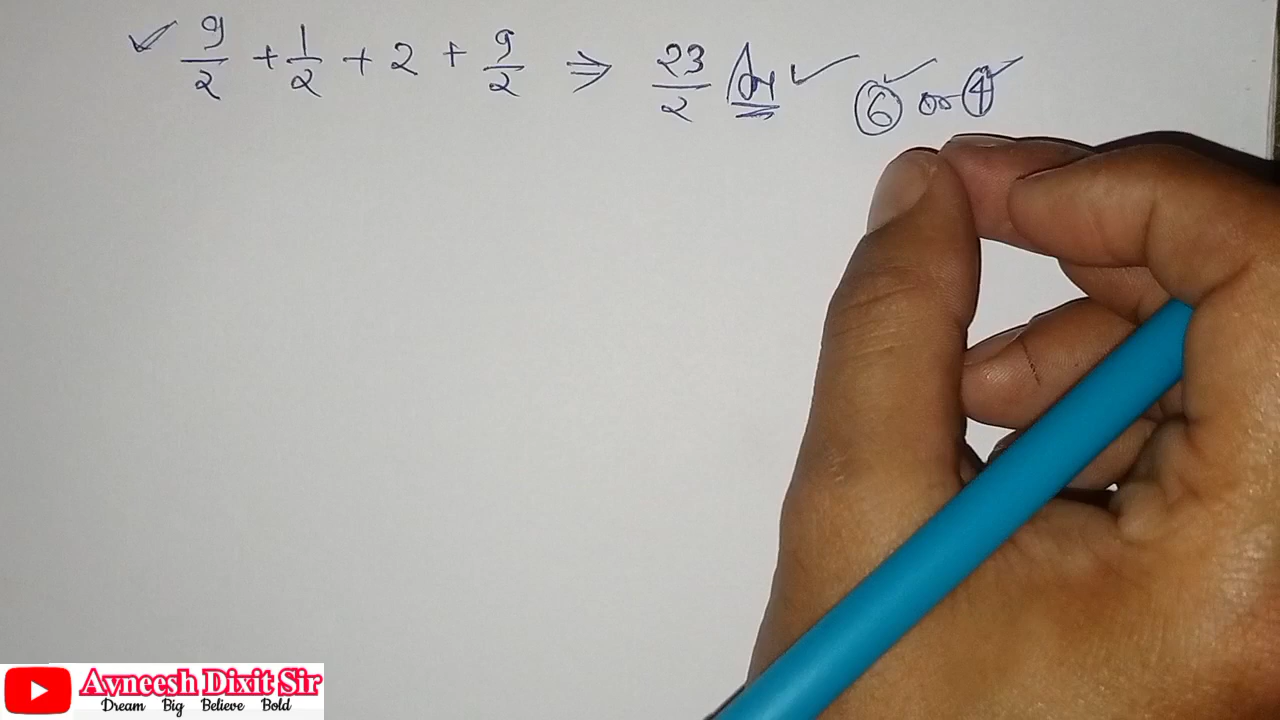 ✓ 9/2 + 1/2 + 2 + 9/2 ⇒ 23/2 Ans ✓ ⑥ or ④
Avneesh Dixit Sir
Dream Big Believe Bold